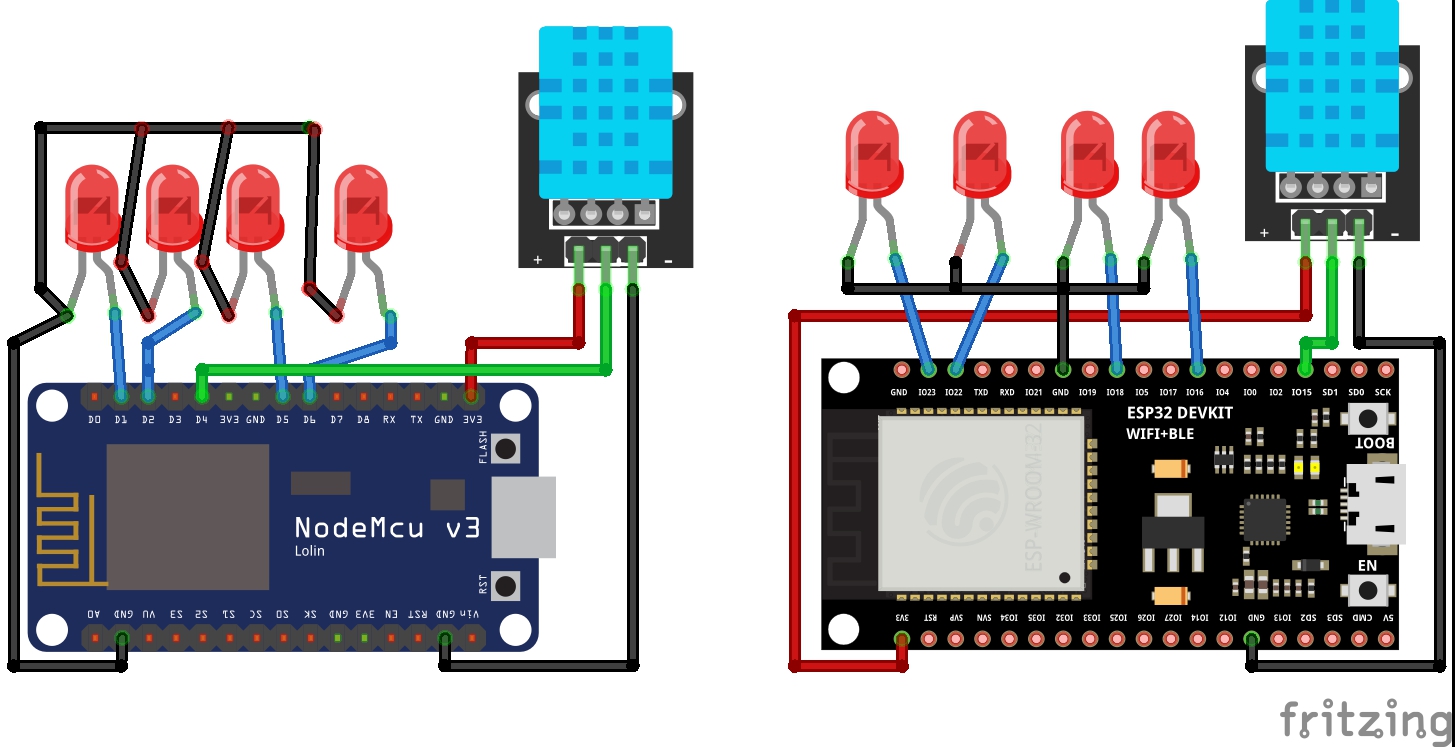 + -
D0 D1 D2 D3 D4 3V3 GND D5 D6 D7 D8 RX TX GND 3V3
FLASH
NodeMcu v3
Lolin
RST
A0 GND VU S3 S2 S1 SC S0 SK GND 3V3 EN RST GND Vin
+ -
GND IO23 IO22 TXD RXD IO21 GND IO19 IO18 IO5 IO17 IO16 IO4 IO0 IO2 IO15 SD1 SD0 SCK
ESP32 DEVKIT
WIFI+BLE
BOOT
ESP-WROOM-32
EN
3V3 RST SVP SVN IO34 IO35 IO32 IO33 IO25 IO26 IO27 IO14 IO12 GND IO13 SD2 SD3 CMD 5V
fritzing